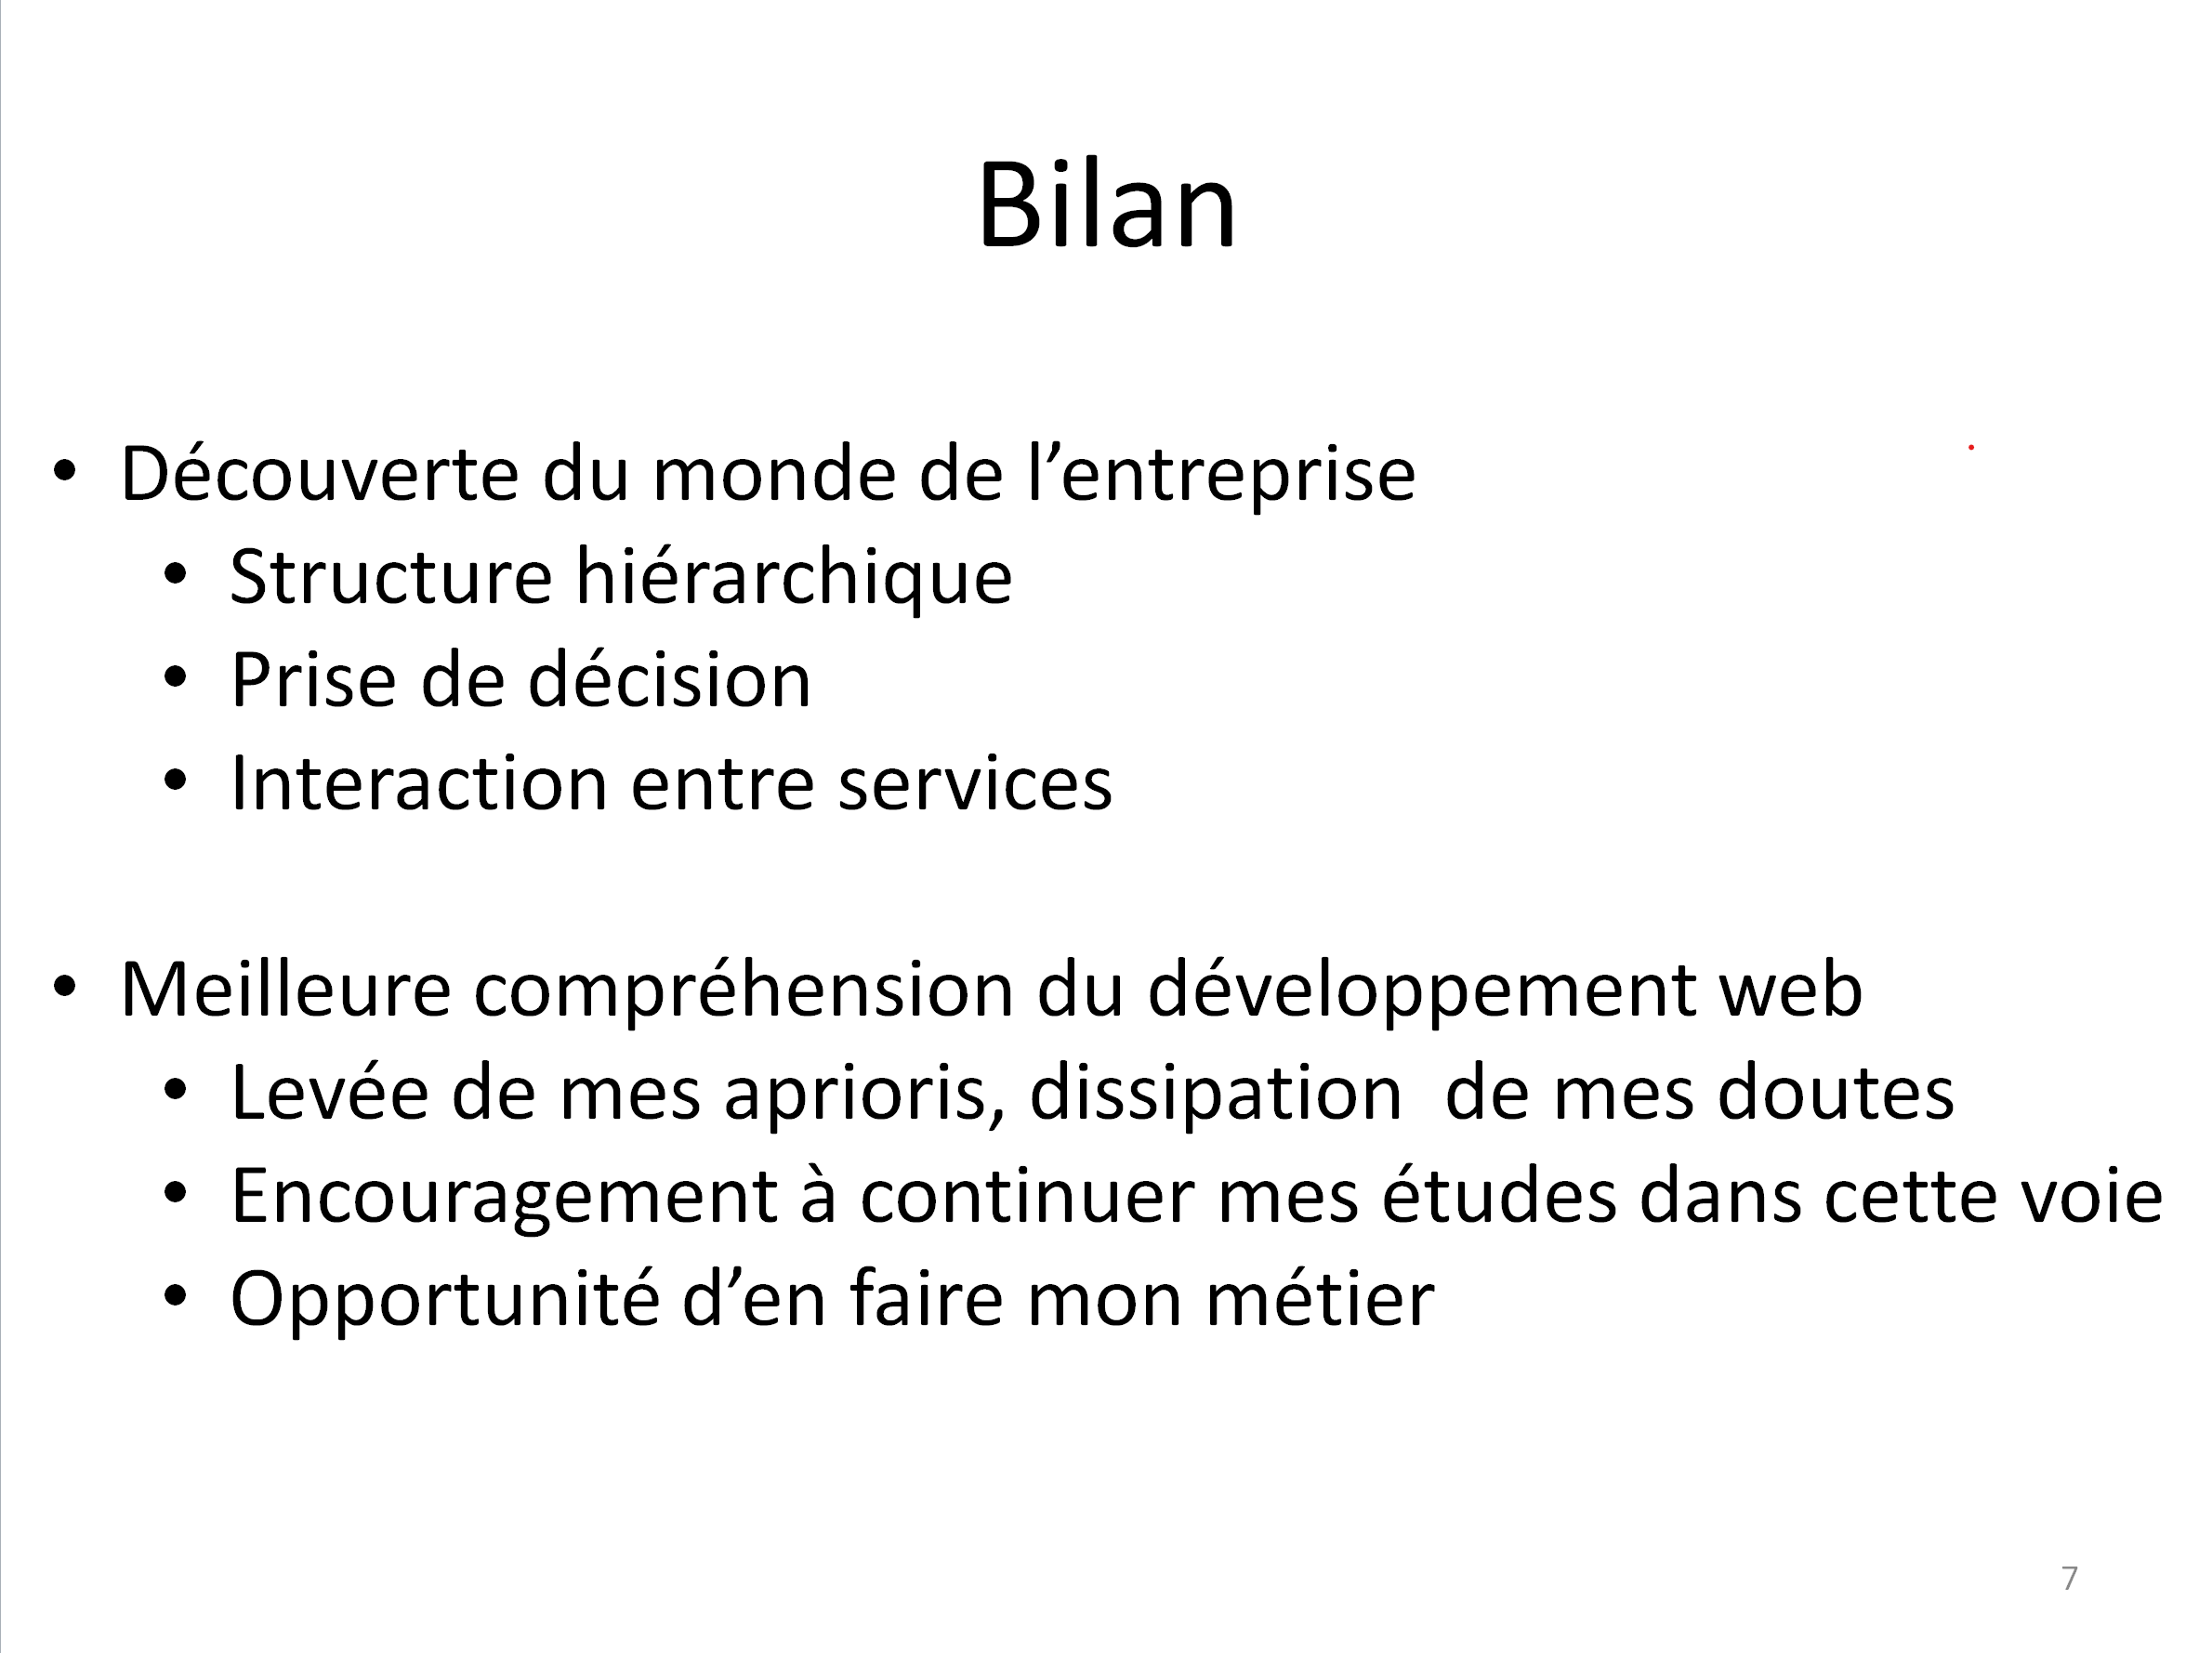 Bilan
• Découverte du monde de l’entreprise
• Structure hiérarchique
• Prise de décision
• Interaction entre services
• Meilleure compréhension du développement web
• Levée de mes aprioris, dissipation  de mes doutes
• Encouragement à continuer mes études dans cette voie
• Opportunité d’en faire mon métier
7